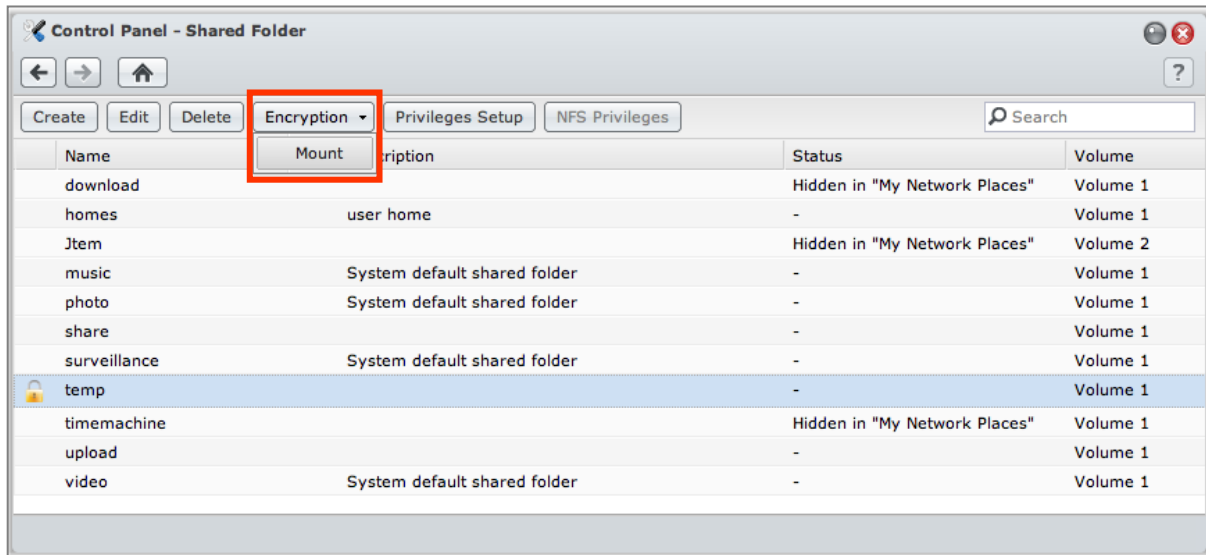 Control Panel - Shared Folder
?
Create Edit Delete Encryption Privileges Setup NFS Privileges Search
Mount
Name cription Status Volume
download Hidden in "My Network Places" Volume 1
homes user home - Volume 1
Jtem Hidden in "My Network Places" Volume 2
music System default shared folder - Volume 1
photo System default shared folder - Volume 1
share - Volume 1
surveillance System default shared folder - Volume 1
temp - Volume 1
timemachine Hidden in "My Network Places" Volume 1
upload - Volume 1
video System default shared folder - Volume 1